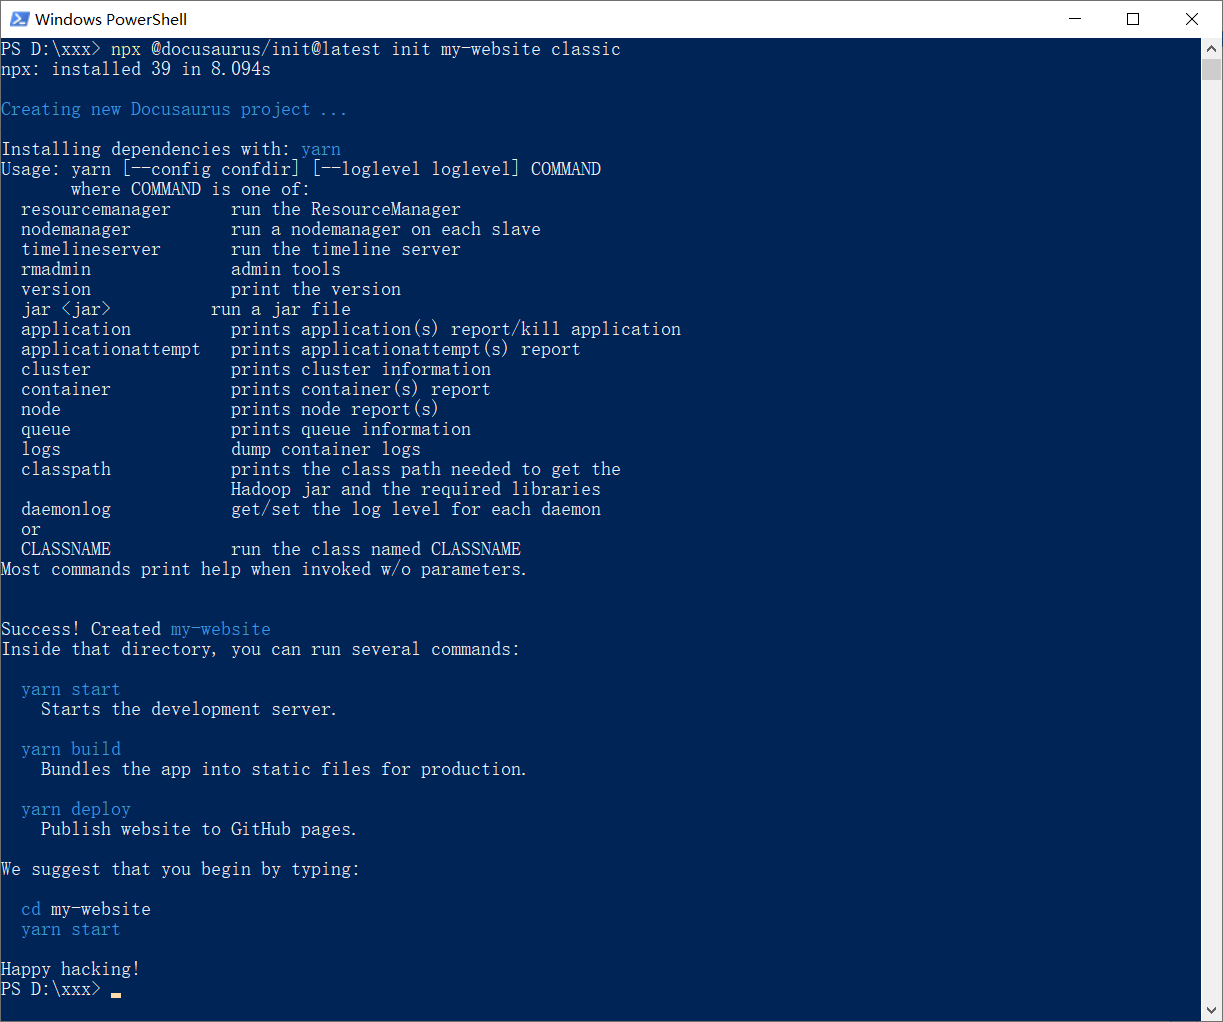 Windows PowerShell
PS D:\xxx> npx @docusaurus/init@latest init my-website classic
npx: installed 39 in 8.094s
Creating new Docusaurus project ...
Installing dependencies with: yarn
Usage: yarn [--config confdir] [--loglevel loglevel] COMMAND
       where COMMAND is one of:
  resourcemanager      run the ResourceManager
  nodemanager          run a nodemanager on each slave
  timelineserver       run the timeline server
  rmadmin              admin tools
  version              print the version
  jar <jar>          run a jar file
  application          prints application(s) report/kill application
  applicationattempt   prints applicationattempt(s) report
  cluster              prints cluster information
  container            prints container(s) report
  node                 prints node report(s)
  queue                prints queue information
  logs                 dump container logs
  classpath            prints the class path needed to get the
                       Hadoop jar and the required libraries
  daemonlog            get/set the log level for each daemon
  or
  CLASSNAME            run the class named CLASSNAME
Most commands print help when invoked w/o parameters.
Success! Created my-website
Inside that directory, you can run several commands:
  yarn start
    Starts the development server.
  yarn build
    Bundles the app into static files for production.
  yarn deploy
    Publish website to GitHub pages.
We suggest that you begin by typing:
  cd my-website
  yarn start
Happy hacking!
PS D:\xxx>